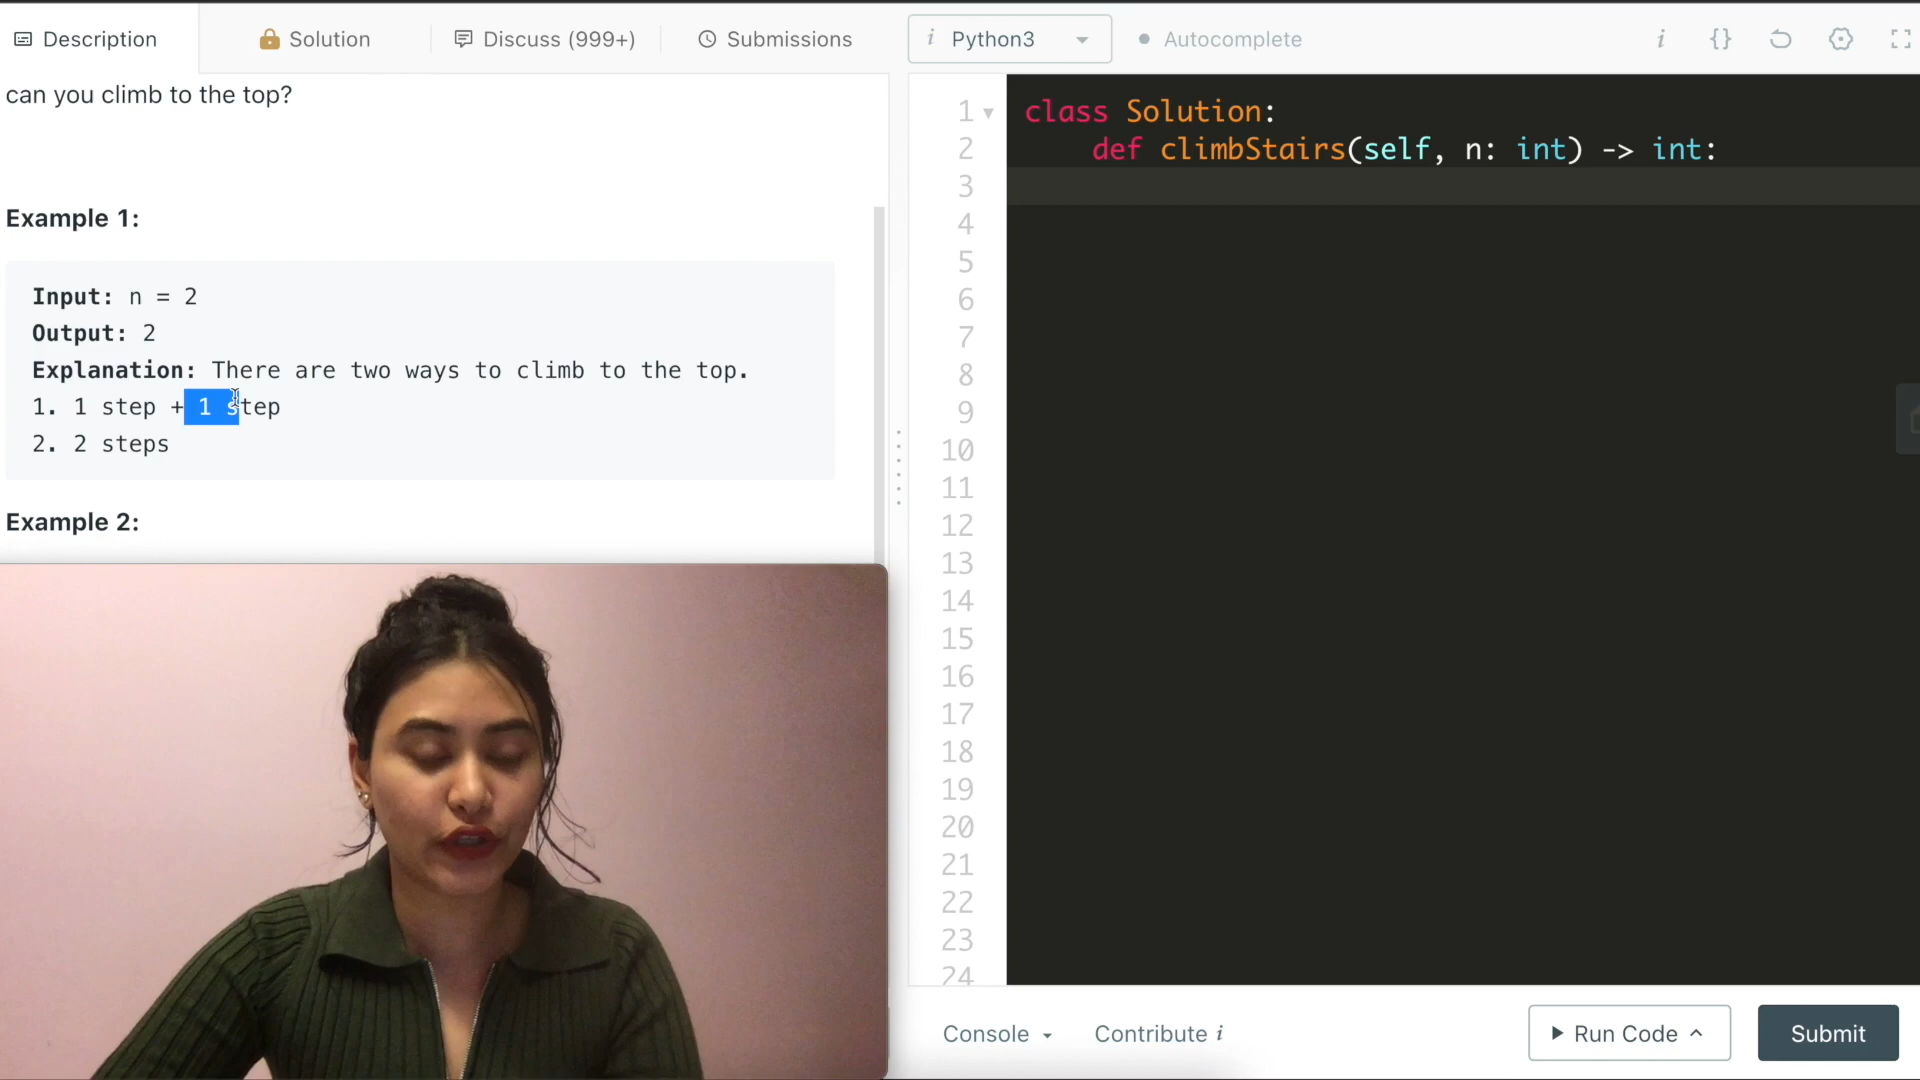 Description
Solution
Discuss (999+)
Submissions
i Python3
Autocomplete
i {}
can you climb to the top?
Example 1:
Input: n = 2
Output: 2
Explanation: There are two ways to climb to the top.
1. 1 step + 1 step
2. 2 steps
Example 2:
1 class Solution:
2 def climbStairs(self, n: int) -> int:
3
4
5
6
7
8
9
10
11
12
13
14
15
16
17
18
19
20
21
22
23
24
Console
Contribute i
Run Code
Submit